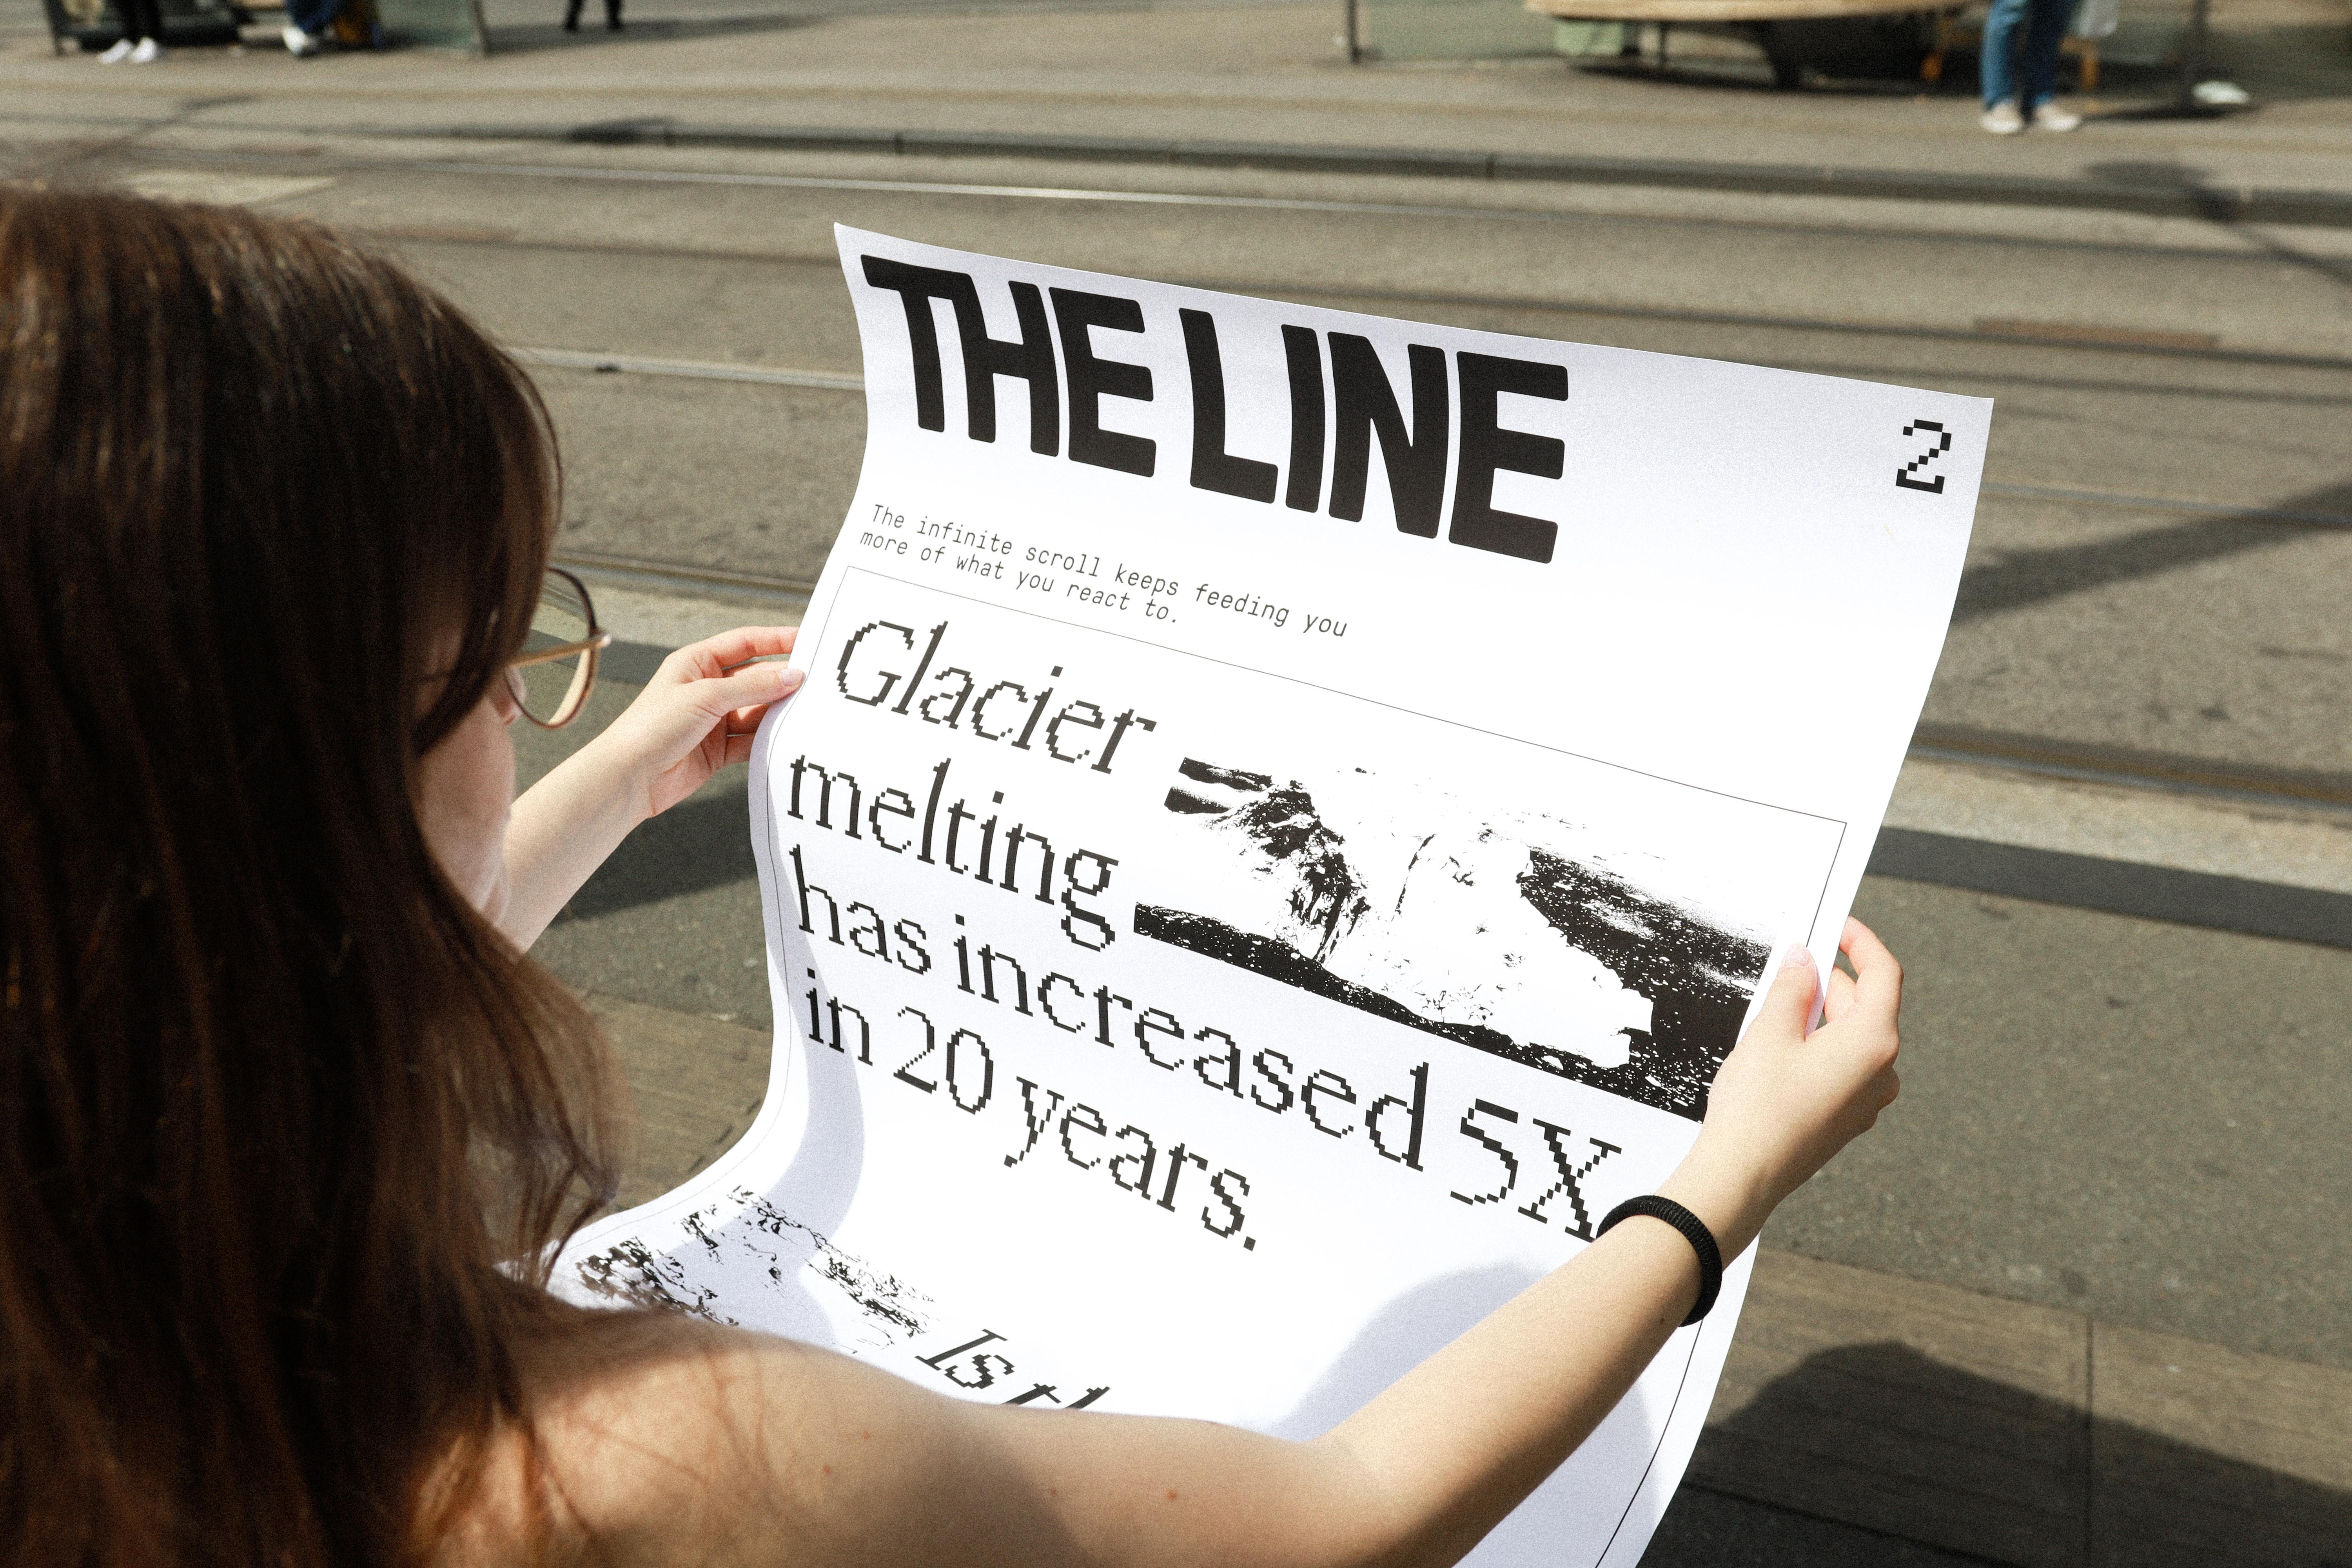 THE LINE
2
The infinite scroll keeps feeding you
more of what you react to.
Glacier
melting
has increased 5X
in 20 years.
Is